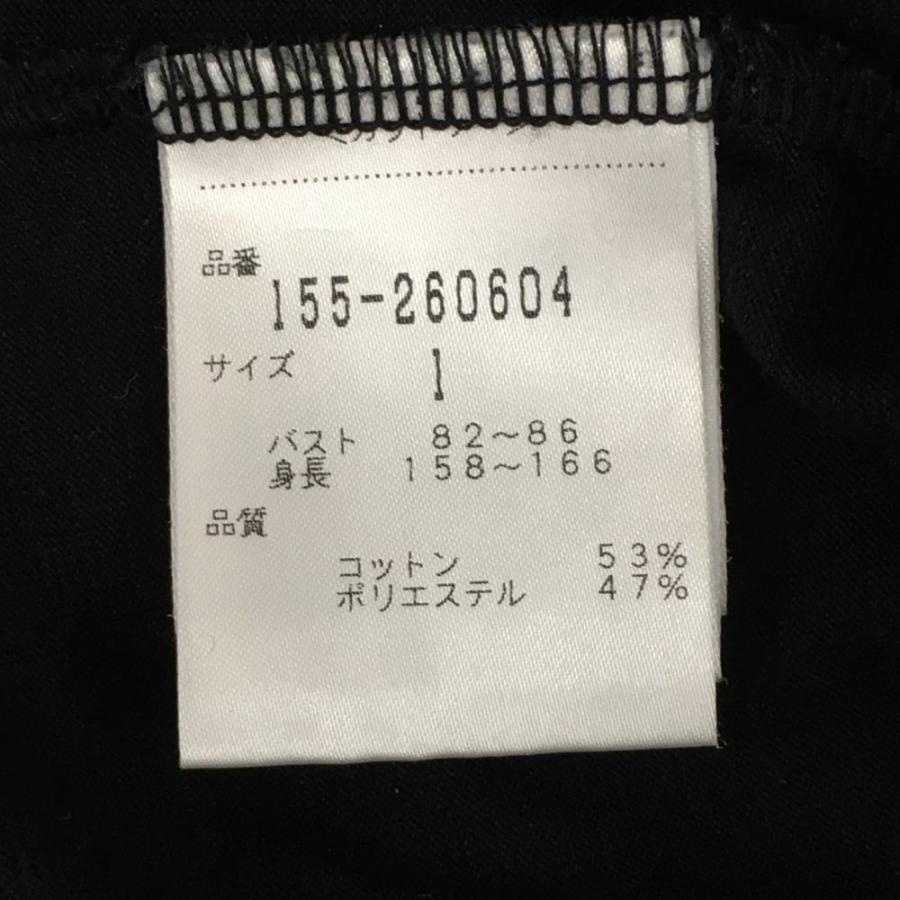 品番
155-260604
サイズ 1
バスト 82～86
身長 158～166
品質
コットン 53%
ポリエステル 47%